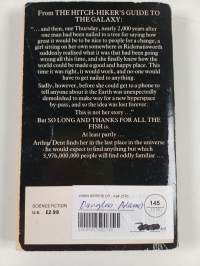 From THE HITCH-HIKER'S GUIDE TO
THE GALAXY:
"...and then, one Thursday, nearly 2,000 years after
one man had been nailed to a tree for saying how
great it would be to be nice to people for a change, a
girl sitting on her own somewhere in Rickmansworth
suddenly realised what it was that had been going
wrong all this time, and she finally knew how the
world could be made a good and happy place. This
time it was right, it would work, and no-one would
have to get nailed to anything.
Sadly, however, before she could get to a phone to
tell anyone about it the Earth was unexpectedly
demolished to make way for a new hyperspace
by-pass, and so the idea was lost forever.
This is not her story..."
But SO LONG AND THANKS FOR ALL THE
FISH is.
At least partly...
Arthur Dent finds her in the last place in the universe
he would expect to find anything but which
3,976,000,000 people will find oddly familiar...
SCIENCE FICTION
U.K. £2.50
Douglas Adams
145